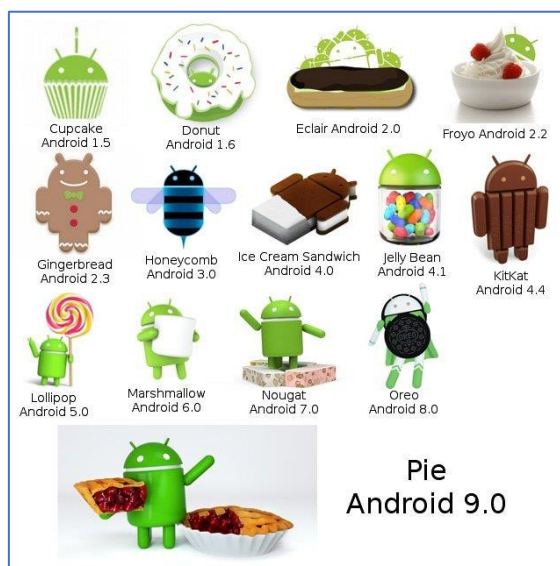 Cupcake
Android 1.5
Donut
Android 1.6
Eclair Android 2.0
Froyo Android 2.2
Gingerbread
Android 2.3
Honeycomb
Android 3.0
Ice Cream Sandwich
Android 4.0
Jelly Bean
Android 4.1
KitKat
Android 4.4
Lollipop
Android 5.0
Marshmallow
Android 6.0
Nougat
Android 7.0
OREO
Oreo
Android 8.0
Pie
Android 9.0